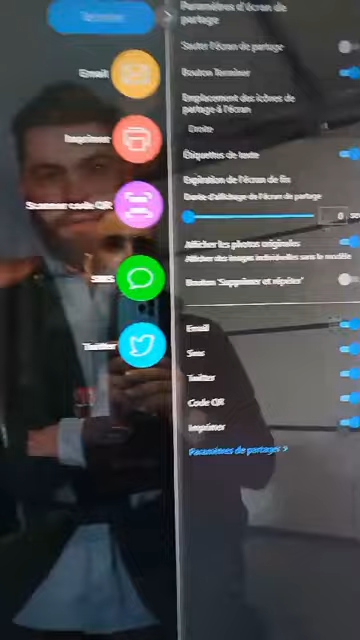 Terminer
Email
Imprimer
Scanner code QR
SMS
Twitter
Paramètres d'écran de
partage
Sauter l'écran de partage
Bouton Terminer
Emplacement des icônes de
partage à l'écran
Droite
Étiquettes de texte
Expiration de l'écran de fin
Durée d'affichage de l'écran de partage
0
Afficher les photos originales
Afficher des images individuelles sans le modèle
Bouton 'Supprimer et répéter'
Email
Sms
Twitter
Code QR
Imprimer
Paramètres de partager >